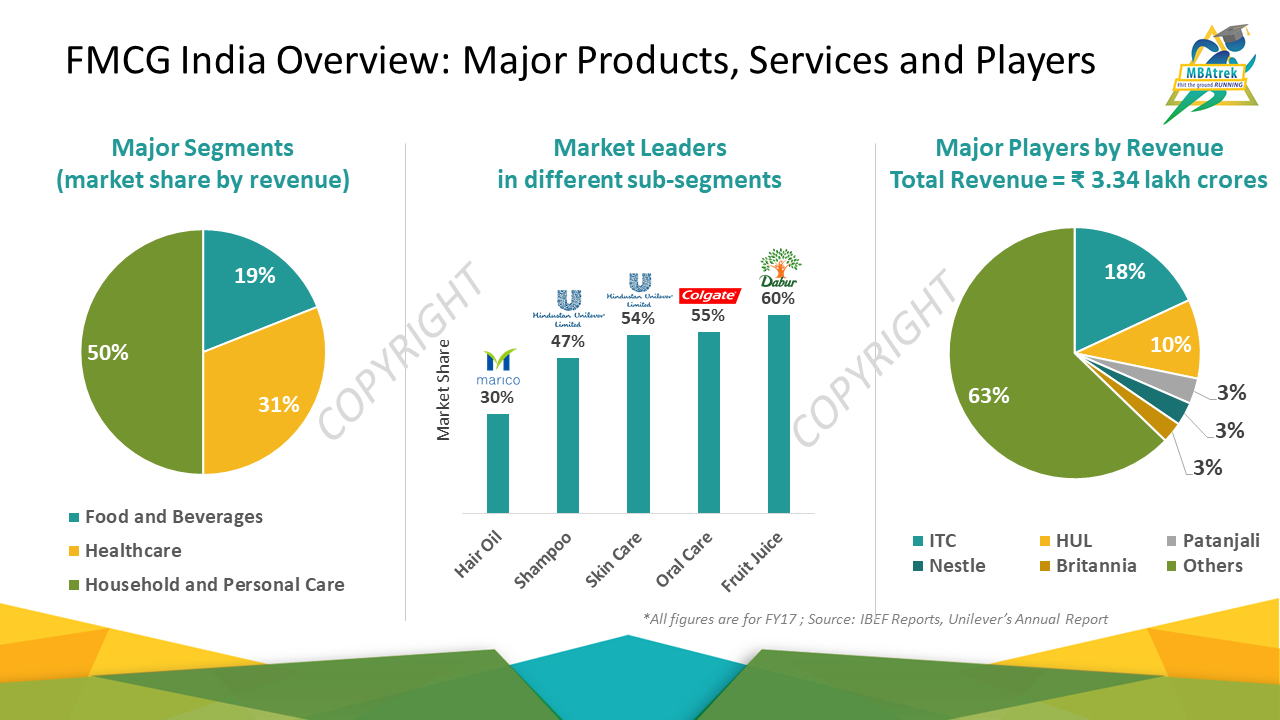 FMCG India Overview: Major Products, Services and Players
MBAtrek
#hit the ground RUNNING
Major Segments
(market share by revenue)
19%
50%
31%
Food and Beverages
Healthcare
Household and Personal Care
Market Leaders
in different sub-segments
Market Share
marico
30%
Hindustan Unilever
Limited
47%
Hindustan Unilever
Limited
54%
Colgate
55%
Dabur
60%
Hair Oil
Shampoo
Skin Care
Oral Care
Fruit Juice
Major Players by Revenue
Total Revenue = ₹ 3.34 lakh crores
18%
10%
3%
3%
3%
63%
ITC
HUL
Patanjali
Nestle
Britannia
Others
COPYRIGHT
COPYRIGHT
*All figures are for FY17 ; Source: IBEF Reports, Unilever’s Annual Report